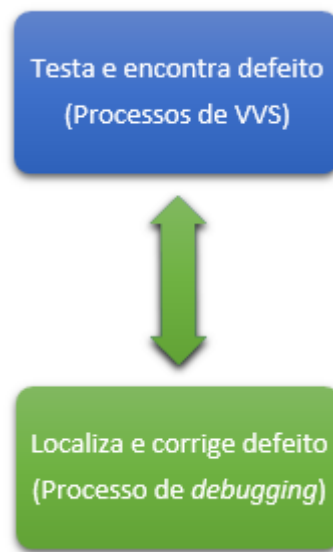 Testa e encontra defeito
(Processos de VVS)
Localiza e corrige defeito
(Processo de debugging)